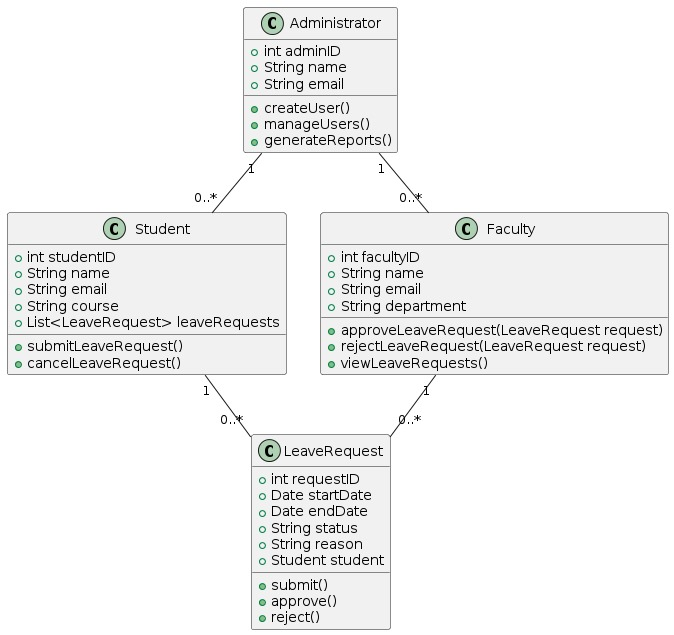 C Administrator
int adminID
String name
String email
createUser()
manageUsers()
generateReports()
1 1
0..* 0..*
C Student
int studentID
String name
String email
String course
List<LeaveRequest> leaveRequests
submitLeaveRequest()
cancelLeaveRequest()
C Faculty
int facultyID
String name
String email
String department
approveLeaveRequest(LeaveRequest request)
rejectLeaveRequest(LeaveRequest request)
viewLeaveRequests()
1 1
0..* 0..*
C LeaveRequest
int requestID
Date startDate
Date endDate
String status
String reason
Student student
submit()
approve()
reject()